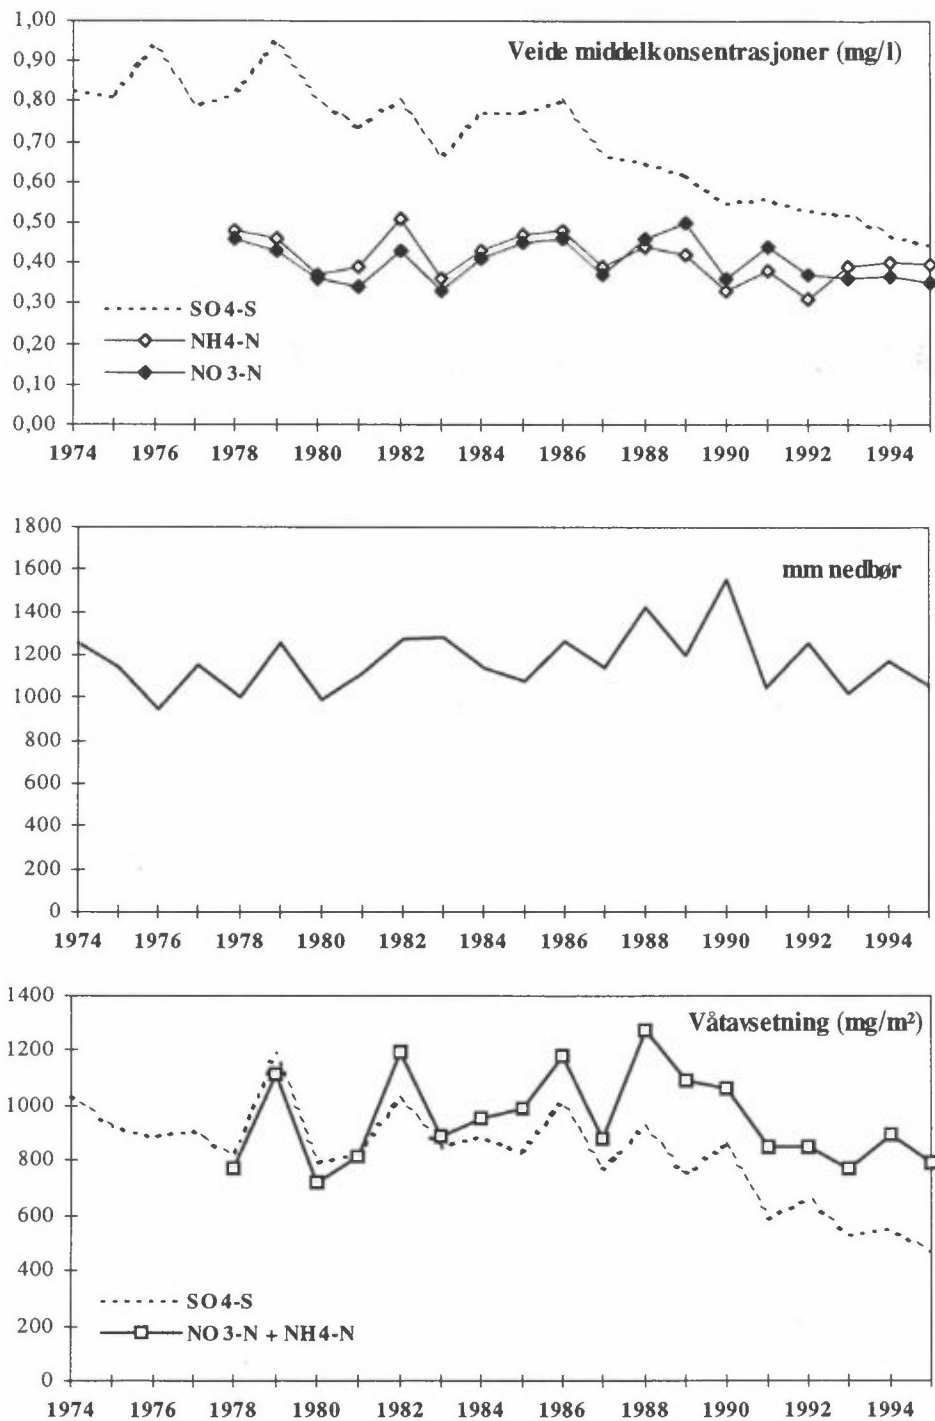 1,00
Veide middelkonsentrasjoner (mg/l)
0,90
0,80
0,70
0,60
0,50
0,40
0,30
SO4-S
0,20
NH4-N
0,10
NO3-N
0,00
1974 1976 1978 1980 1982 1984 1986 1988 1990 1992 1994
1800
mm nedbør
1600
1400
1200
1000
800
600
400
200
0
1974 1976 1978 1980 1982 1984 1986 1988 1990 1992 1994
1400
Våtavsetning (mg/m²)
1200
1000
800
600
400
SO4-S
200
NO3-N + NH4-N
0
1974 1976 1978 1980 1982 1984 1986 1988 1990 1992 1994